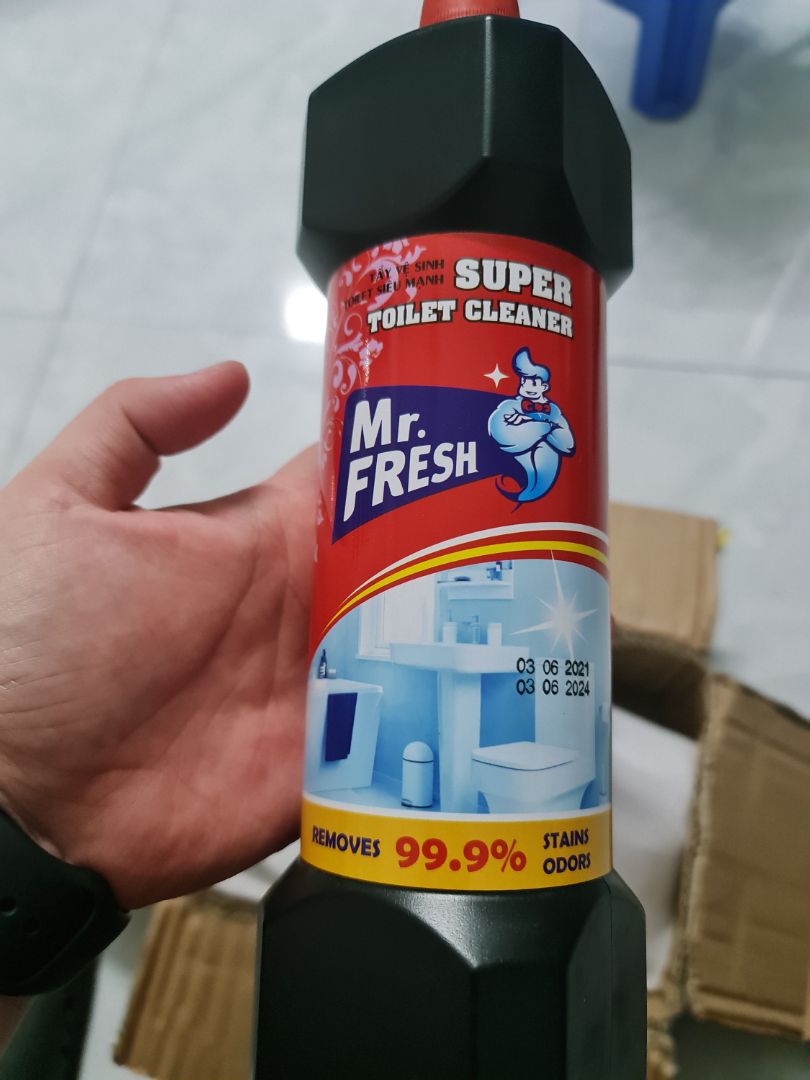 TẨY VỆ SINH
TOILET SIÊU MẠNH
SUPER
TOILET CLEANER
Mr.
FRESH
03 06 2021
03 06 2024
REMOVES 99.9% STAINS
ODORS